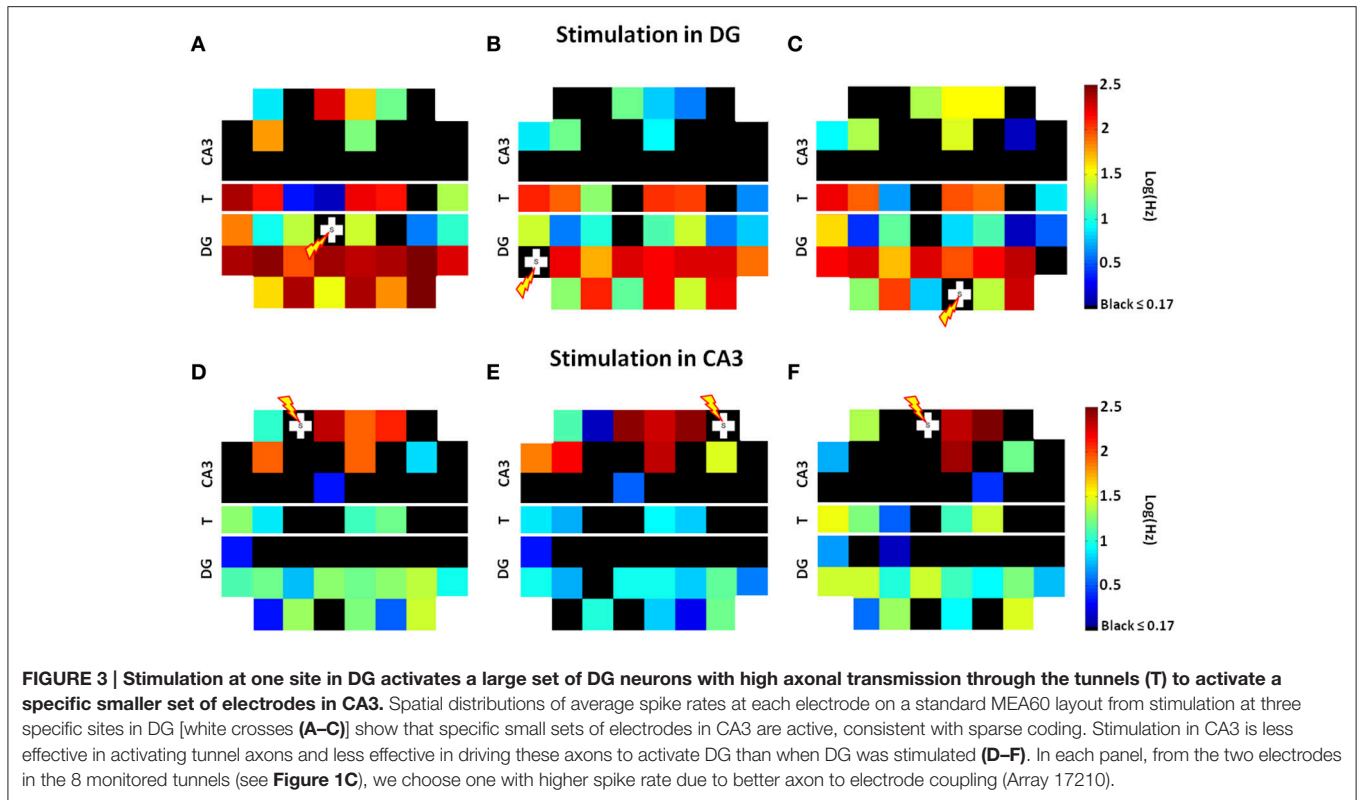 Stimulation in DG
A
B
C
CA3
T
DG
S
S
S
2.5
2
1.5
1
0.5
Black ≤ 0.17
Log(Hz)
Stimulation in CA3
D
E
F
CA3
T
DG
CA3
T
DG
CA3
T
DG
S
S
S
CA3
T
DG
CA3
T
DG
2.5
2
1.5
1
0.5
Black ≤ 0.17
Log(Hz)
FIGURE 3 | Stimulation at one site in DG activates a large set of DG neurons with high axonal transmission through the tunnels (T) to activate a
specific smaller set of electrodes in CA3. Spatial distributions of average spike rates at each electrode on a standard MEA60 layout from stimulation at three
specific sites in DG [white crosses (A–C)] show that specific small sets of electrodes in CA3 are active, consistent with sparse coding. Stimulation in CA3 is less
effective in activating tunnel axons and less effective in driving these axons to activate DG than when DG was stimulated (D–F). In each panel, from the two electrodes
in the 8 monitored tunnels (see Figure 1C), we choose one with higher spike rate due to better axon to electrode coupling (Array 17210).